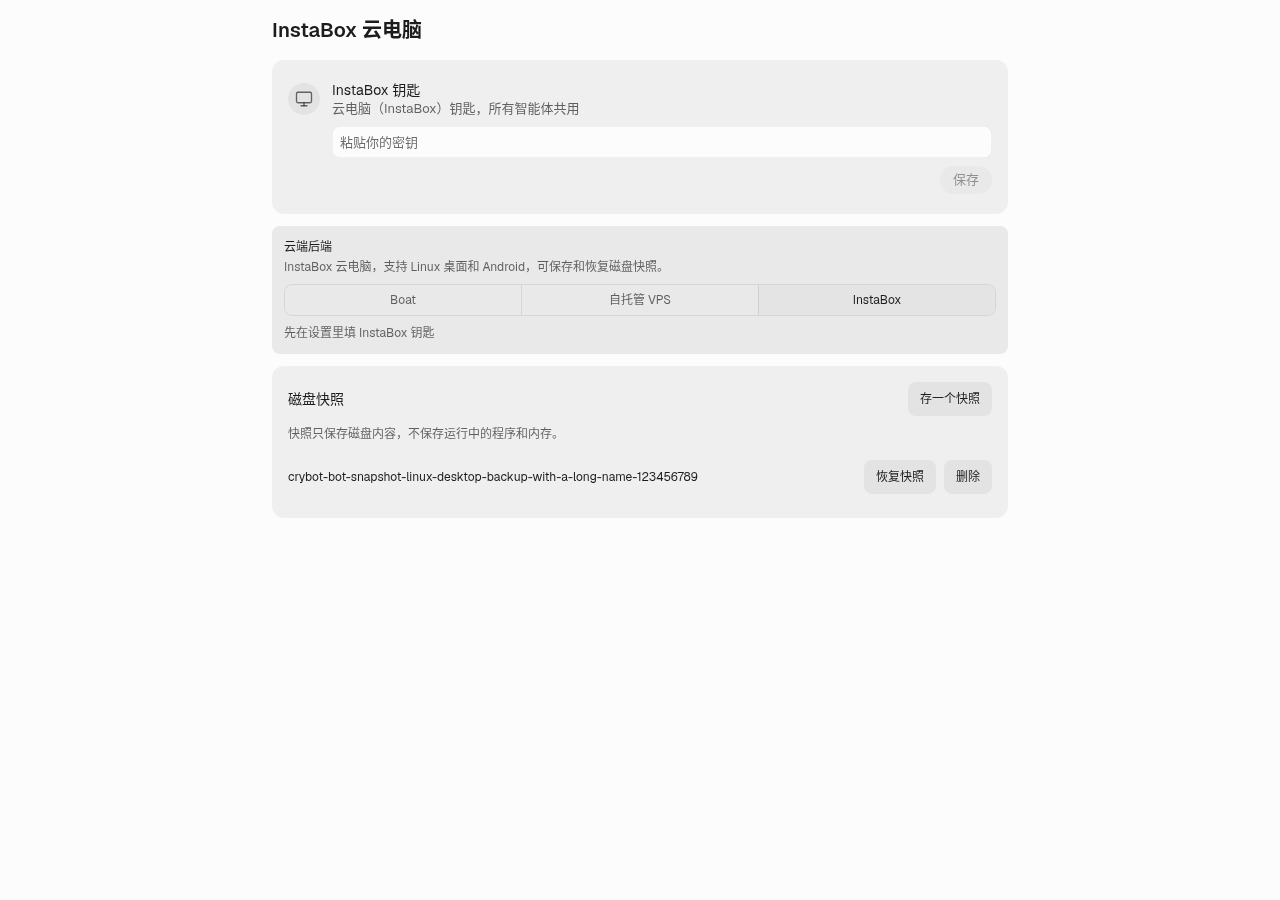 InstaBox 云电脑
InstaBox 钥匙
云电脑（InstaBox）钥匙，所有智能体共用
粘贴你的密钥
保存
云端后端
InstaBox 云电脑，支持 Linux 桌面和 Android，可保存和恢复磁盘快照。
Boat
自托管 VPS
InstaBox
先在设置里填 InstaBox 钥匙
磁盘快照
存一个快照
快照只保存磁盘内容，不保存运行中的程序和内存。
crybot-bot-snapshot-linux-desktop-backup-with-a-long-name-123456789
恢复快照
删除